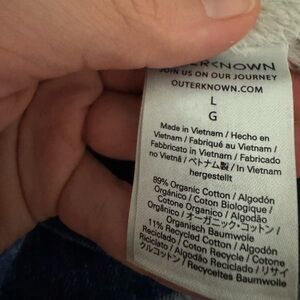 OUTERKNOWN
JOIN US ON OUR JOURNEY
OUTERKNOWN.COM
L
G
Made in Vietnam / Hecho en
Vietnam / Fabriqué au Vietnam /
Fabbricato in Vietnam / Fabricado
no Vietnã / ベトナム製 / In Vietnam
hergestellt
89% Organic Cotton / Algodón
Orgánico / Coton Biologique /
Cotone Organico / Algodão
Orgânico / オーガニック・コットン /
Organisch Baumwolle
11% Recycled Cotton / Algodón
Reciclado / Coton Recycle / Cotone
Riciclato / Algodão Reciclado / リサイ
クルコットン / Recyceltes Baumwolle